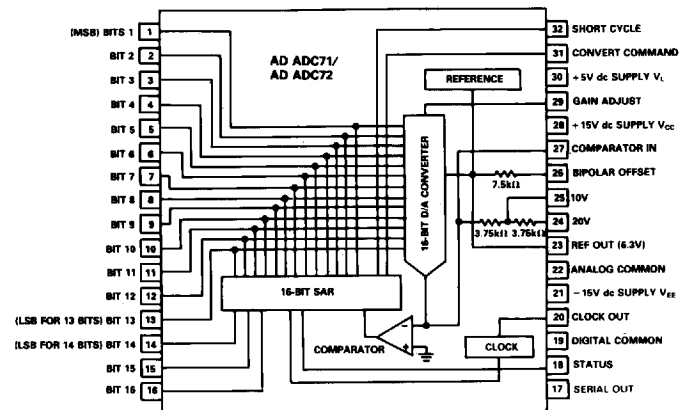 (MSB) BITS 1 1
BIT 2 2
BIT 3 3
BIT 4 4
BIT 5 5
BIT 6 6
BIT 7 7
BIT 8 8
BIT 9 9
BIT 10 10
BIT 11 11
BIT 12 12
(LSB FOR 13 BITS) BIT 13 13
(LSB FOR 14 BITS) BIT 14 14
BIT 15 15
BIT 16 16
AD ADC71/
AD ADC72
REFERENCE
16-BIT D/A CONVERTER
7.5kΩ
3.75kΩ 3.75kΩ
16-BIT SAR
COMPARATOR
−
+
CLOCK
32 SHORT CYCLE
31 CONVERT COMMAND
30 +5V dc SUPPLY VL
29 GAIN ADJUST
28 +15V dc SUPPLY VCC
27 COMPARATOR IN
26 BIPOLAR OFFSET
25 10V
24 20V
23 REF OUT (6.3V)
22 ANALOG COMMON
21 −15V dc SUPPLY VEE
20 CLOCK OUT
19 DIGITAL COMMON
18 STATUS
17 SERIAL OUT